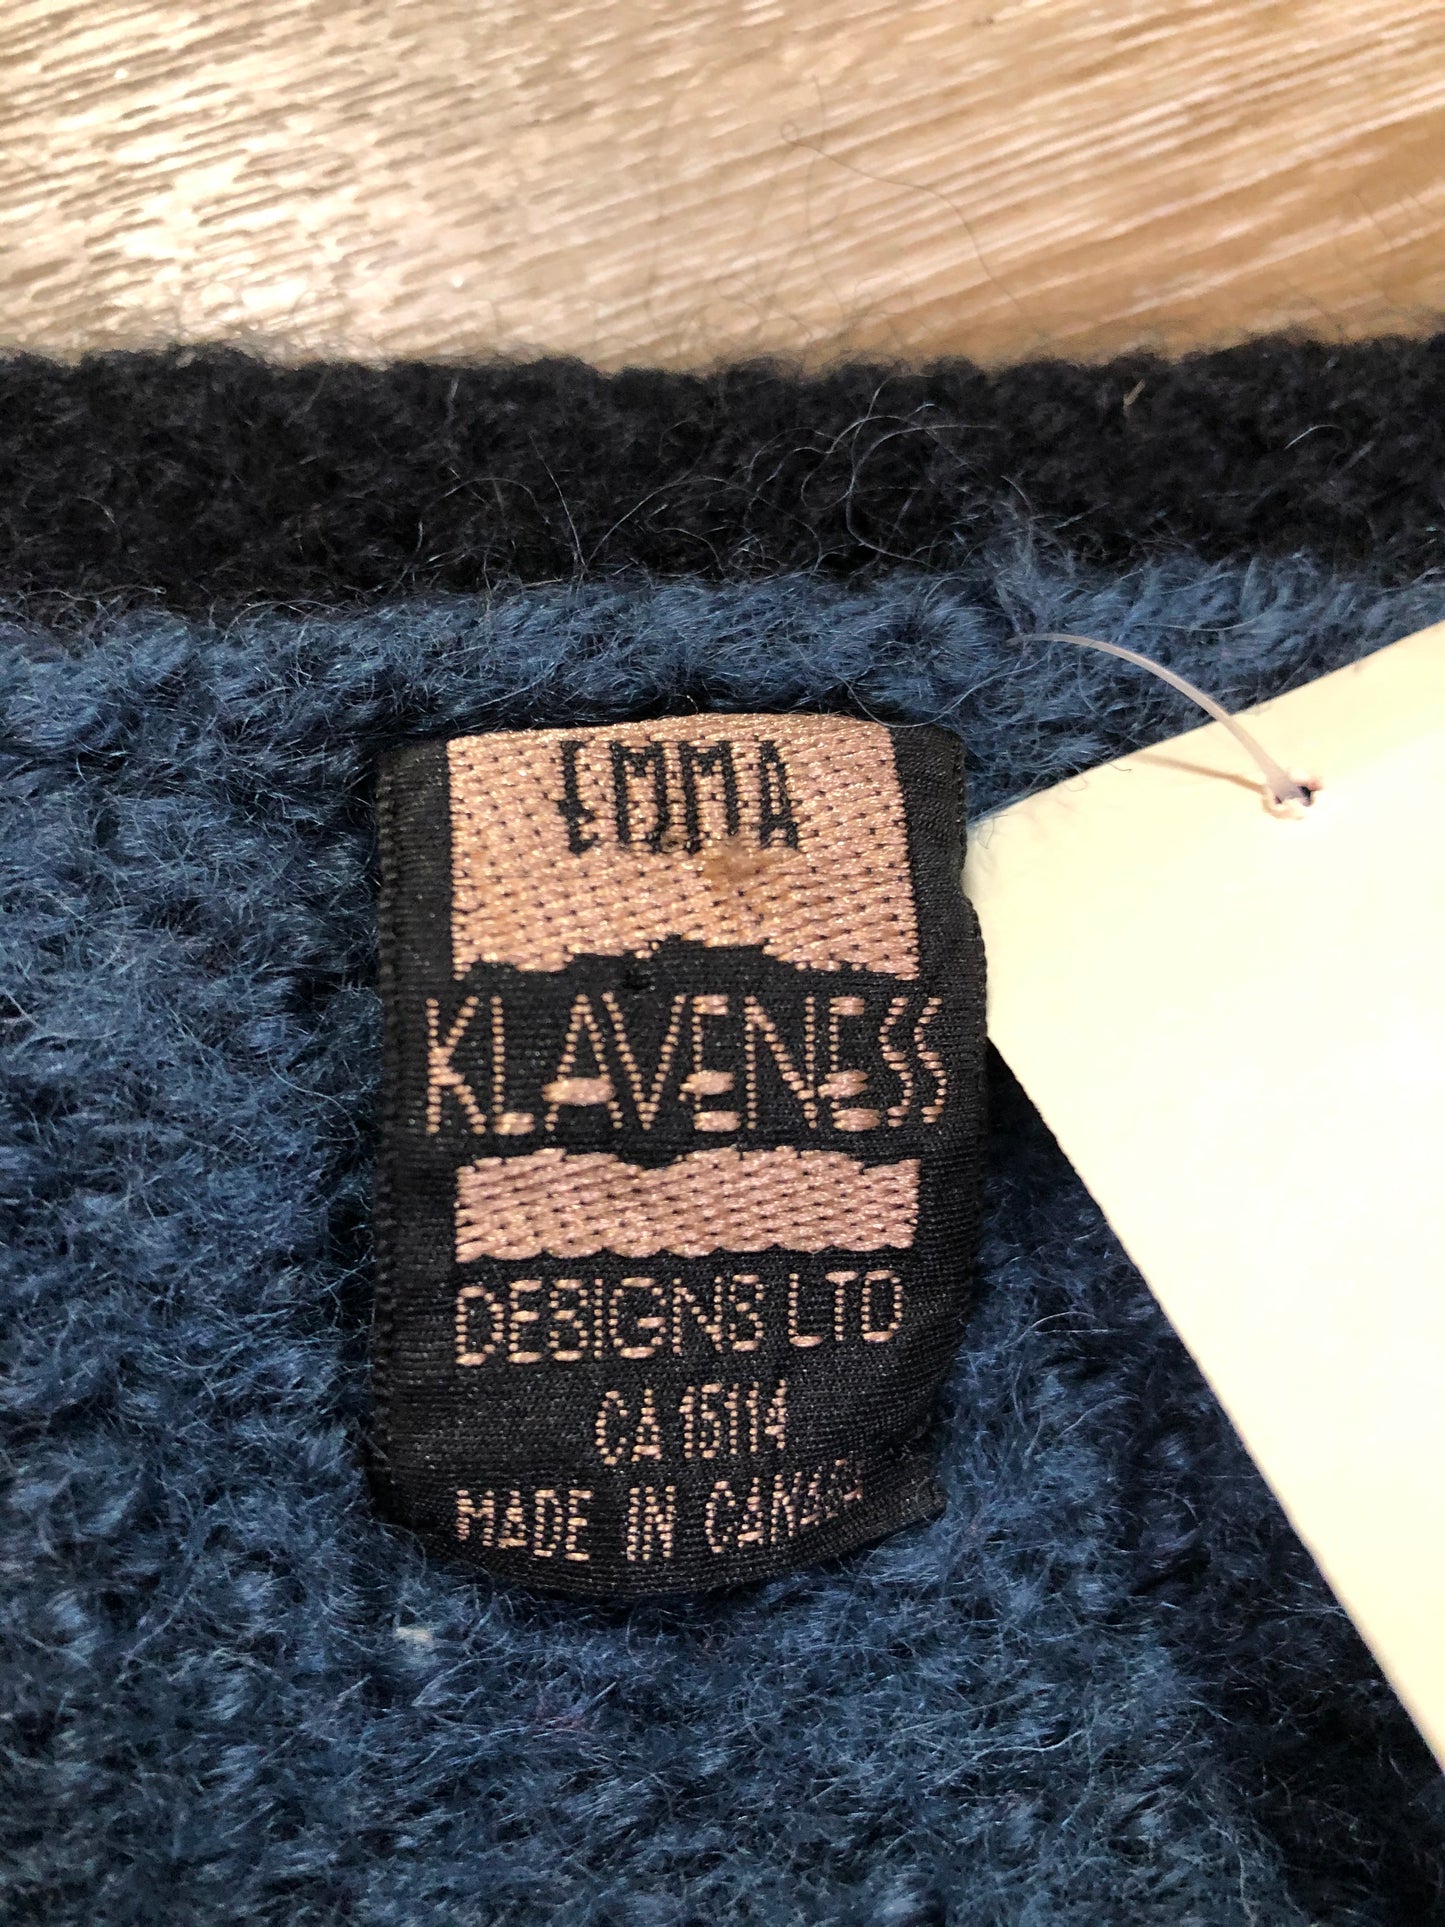 EMMA
KLAVENESS
DESIGNS LTD
CA 15114
MADE IN CANADA